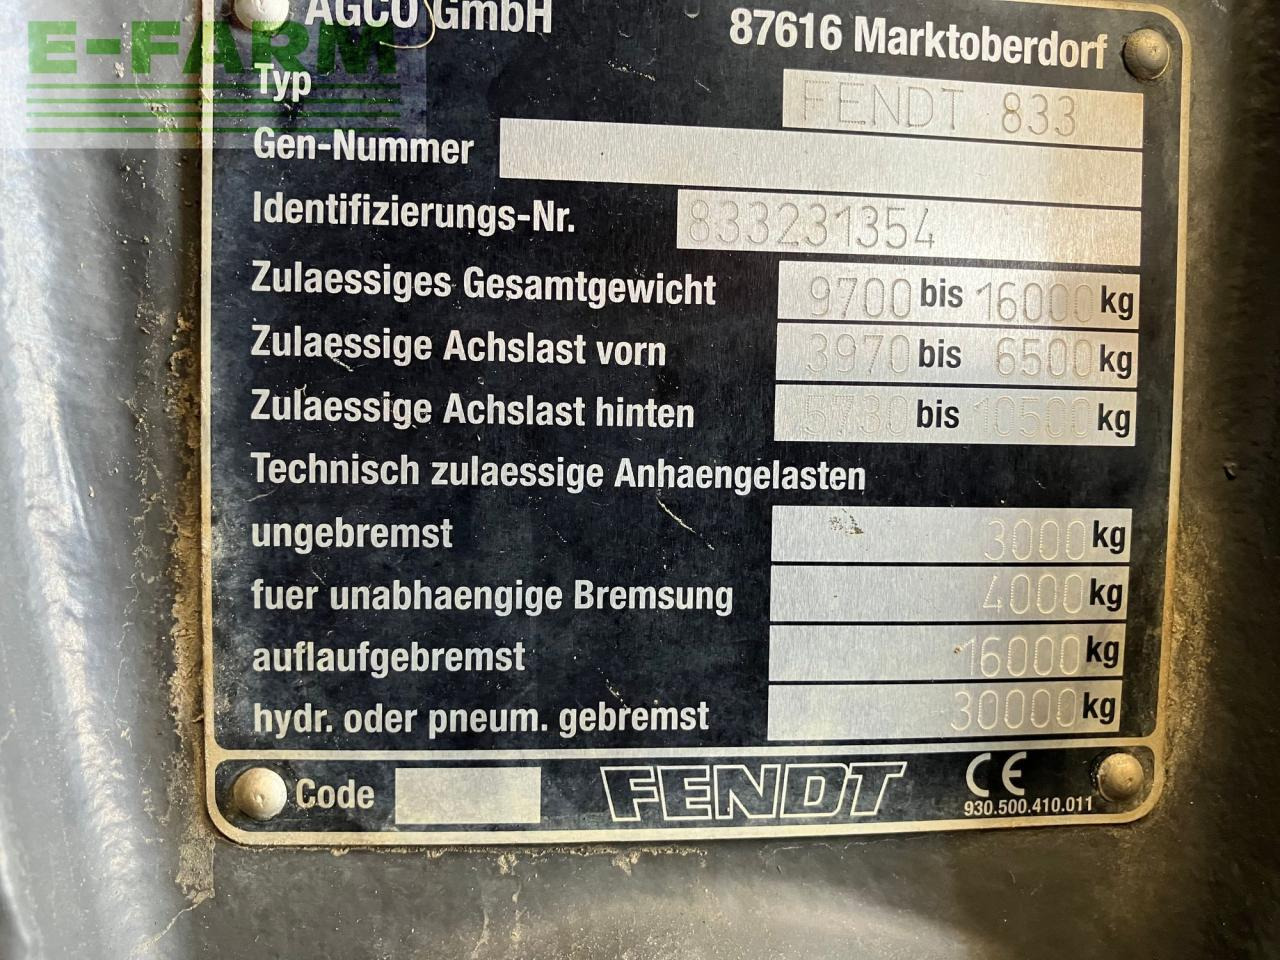 E-FARM
AGCO GmbH 87616 Marktoberdorf
Typ FENDT 833
Gen-Nummer
Identifizierungs-Nr. 833231354
Zulaessiges Gesamtgewicht 9700 bis 16000 kg
Zulaessige Achslast vorn 3970 bis 6500 kg
Zulaessige Achslast hinten 5730 bis 10500 kg
Technisch zulaessige Anhaengelasten
ungebremst 3000 kg
fuer unabhaengige Bremsung 4000 kg
auflaufgebremst 16000 kg
hydr. oder pneum. gebremst 30000 kg
Code FENDT CE
930.500.410.011